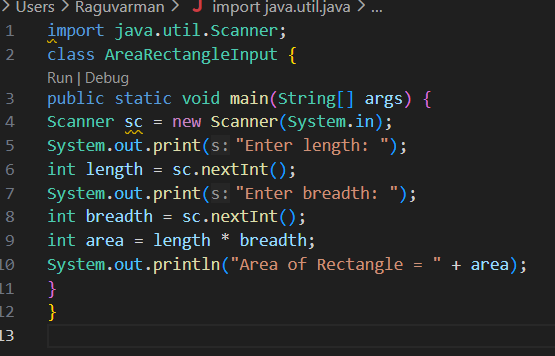 > Users > Raguvarman > J import java.util.java > ...
1 import java.util.Scanner;
2 class AreaRectangleInput {
Run | Debug
3 public static void main(String[] args) {
4 Scanner sc = new Scanner(System.in);
5 System.out.print(s: "Enter length: ");
6 int length = sc.nextInt();
7 System.out.print(s: "Enter breadth: ");
8 int breadth = sc.nextInt();
9 int area = length * breadth;
10 System.out.println("Area of Rectangle = " + area);
11 }
12 }
13